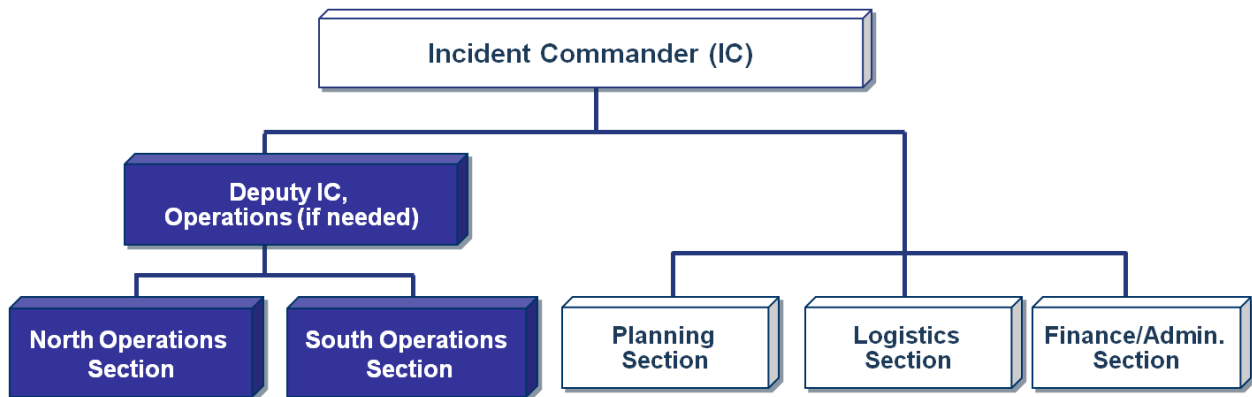 Incident Commander (IC)
Deputy IC,
Operations (if needed)
North Operations
Section
South Operations
Section
Planning
Section
Logistics
Section
Finance/Admin.
Section